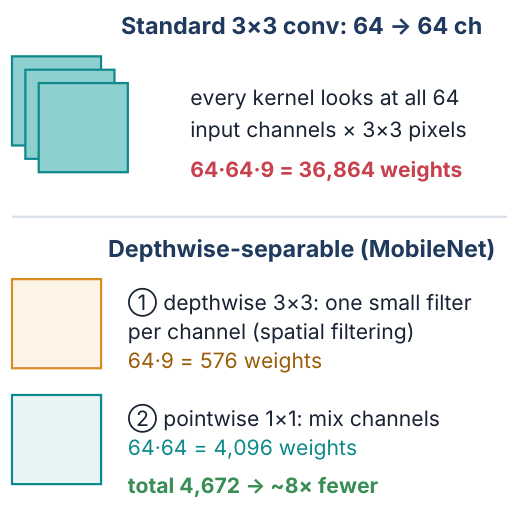 Standard 3×3 conv: 64 → 64 ch
every kernel looks at all 64
input channels × 3×3 pixels
64·64·9 = 36,864 weights
Depthwise-separable (MobileNet)
① depthwise 3×3: one small filter
per channel (spatial filtering)
64·9 = 576 weights
② pointwise 1×1: mix channels
64·64 = 4,096 weights
total 4,672 → ~8× fewer